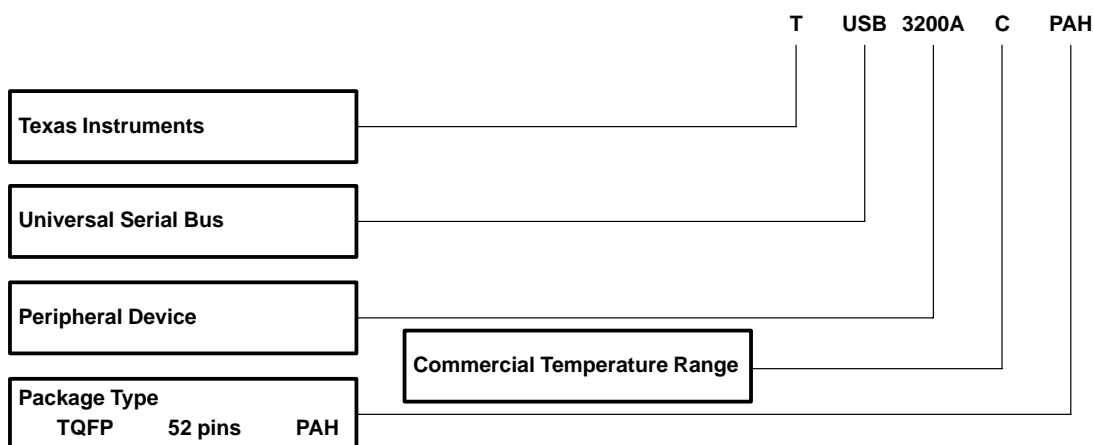 T USB 3200A C PAH
Texas Instruments
Universal Serial Bus
Peripheral Device
Commercial Temperature Range
Package Type
TQFP 52 pins PAH